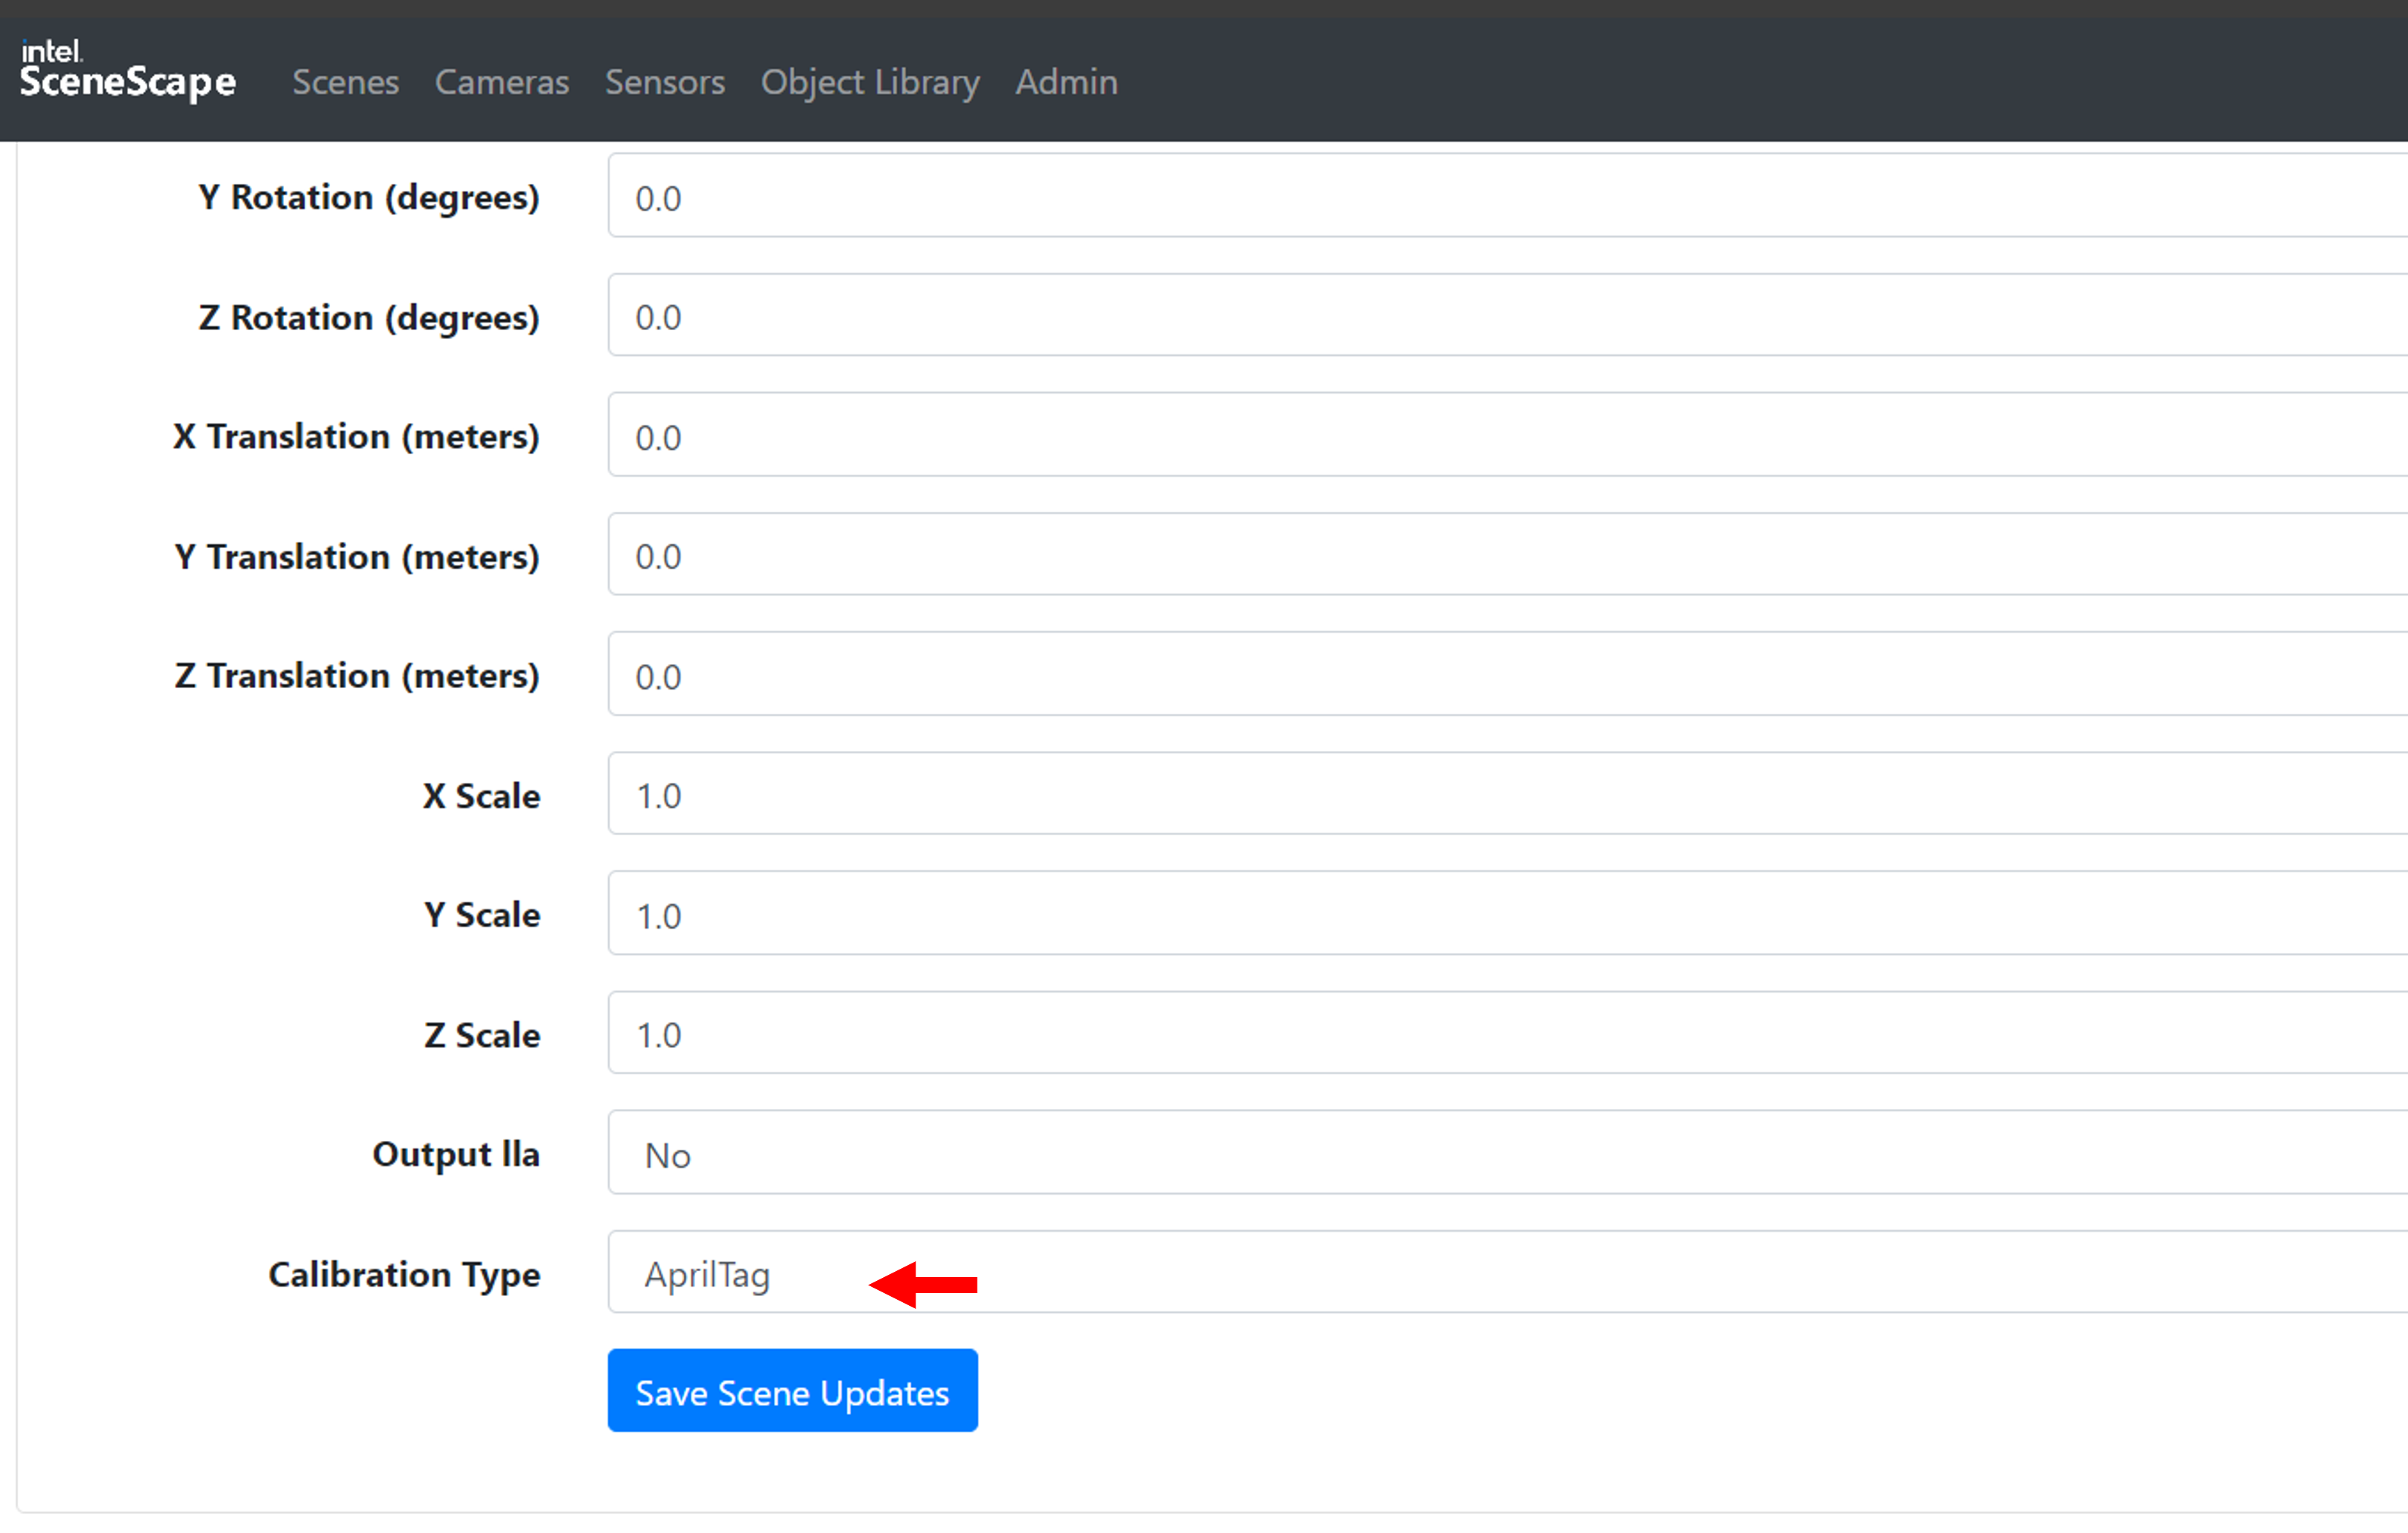 intel.
SceneScape
Scenes Cameras Sensors Object Library Admin
Y Rotation (degrees) 0.0
Z Rotation (degrees) 0.0
X Translation (meters) 0.0
Y Translation (meters) 0.0
Z Translation (meters) 0.0
X Scale 1.0
Y Scale 1.0
Z Scale 1.0
Output lla No
Calibration Type AprilTag
Save Scene Updates